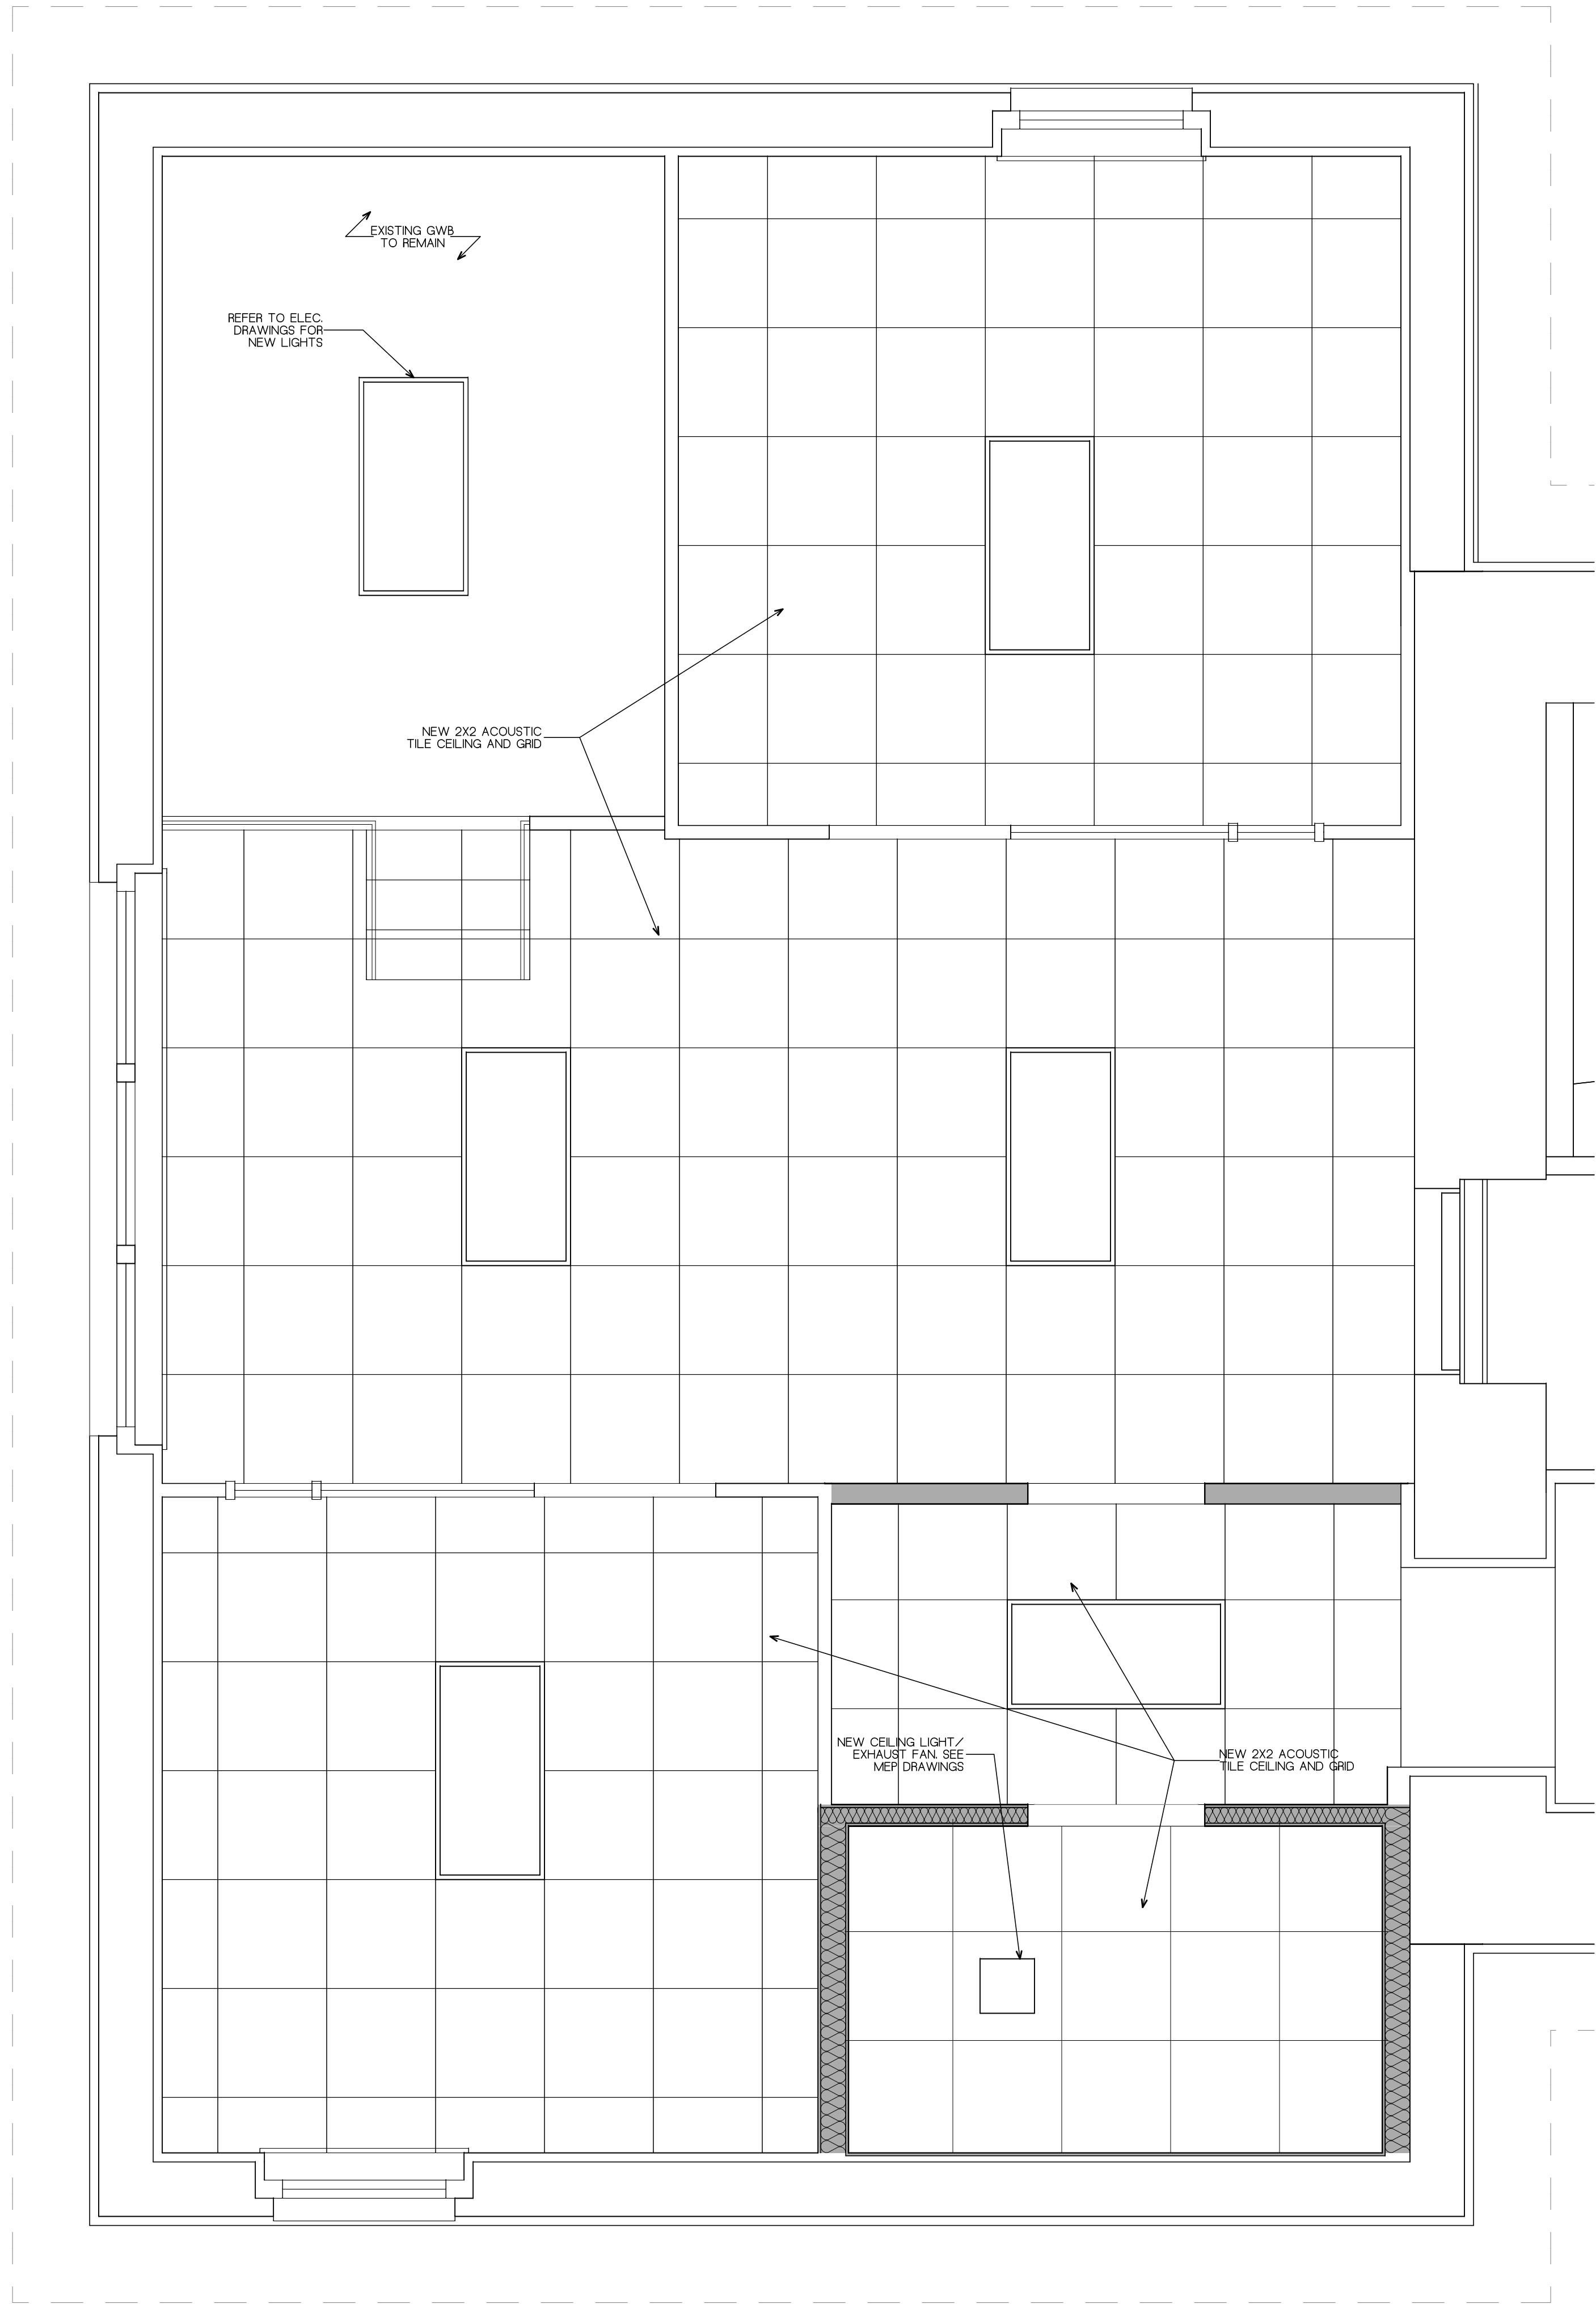 EXISTING GWB
TO REMAIN
REFER TO ELEC.
DRAWINGS FOR
NEW LIGHTS
NEW 2X2 ACOUSTIC
TILE CEILING AND GRID
NEW CEILING LIGHT/
EXHAUST FAN. SEE
MEP DRAWINGS
NEW 2X2 ACOUSTIC
TILE CEILING AND GRID